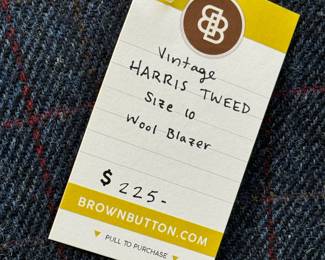 B
Vintage
HARRIS TWEED
Size 10
Wool Blazer
$ 225-
BROWNBUTTON.COM
PULL TO PURCHASE